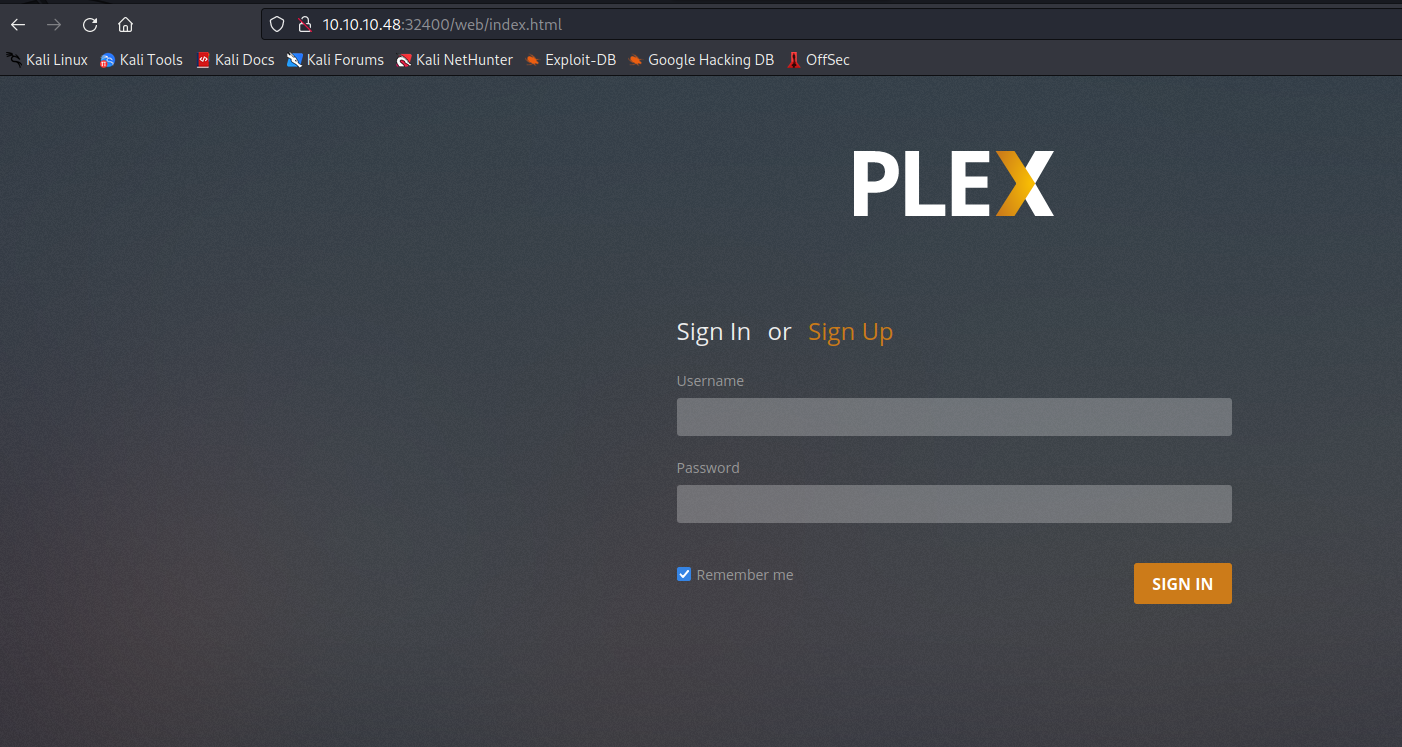 10.10.10.48:32400/web/index.html
Kali Linux Kali Tools Kali Docs Kali Forums Kali NetHunter Exploit-DB Google Hacking DB OffSec
PLEX
Sign In or Sign Up
Username
Password
Remember me SIGN IN